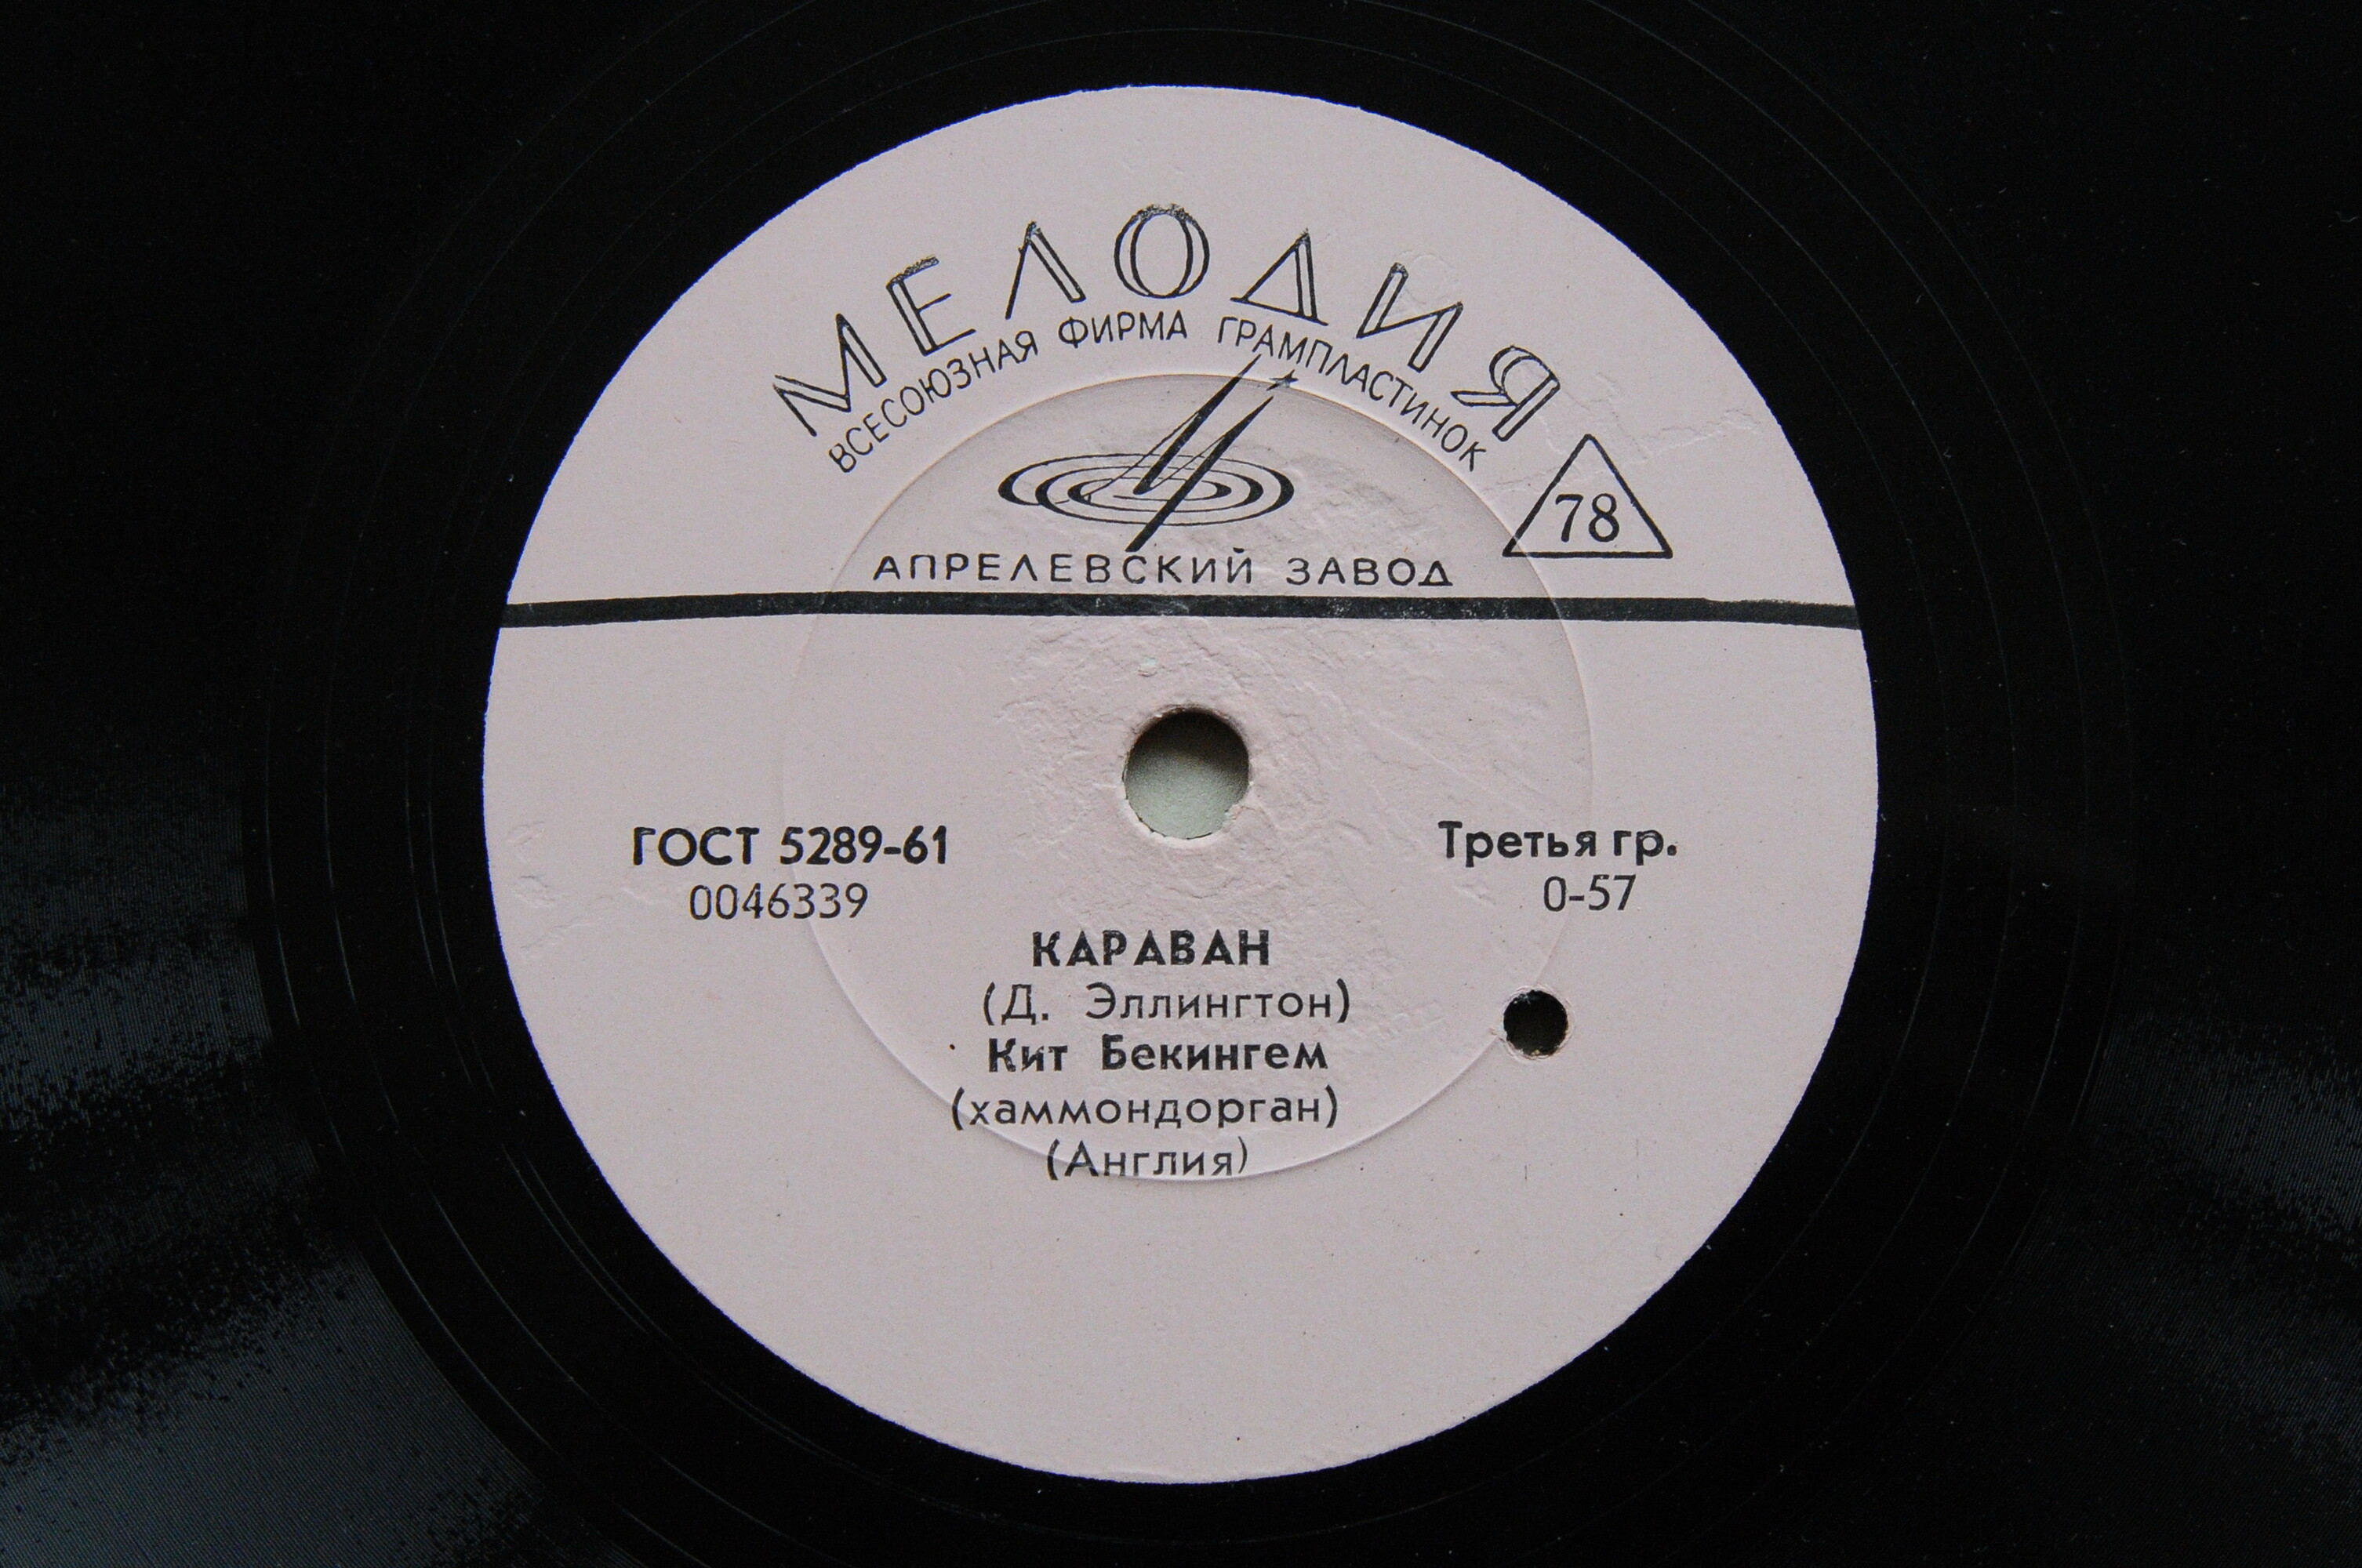 МЕЛОДИЯ
ВСЕСОЮЗНАЯ ФИРМА ГРАМПЛАСТИНОК
78
АПРЕЛЕВСКИЙ ЗАВОД
ГОСТ 5289-61
0046339
Третья гр.
0-57
КАРАВАН
(Д. Эллингтон)
Кит Бекингем
(хаммондорган)
(Англия)